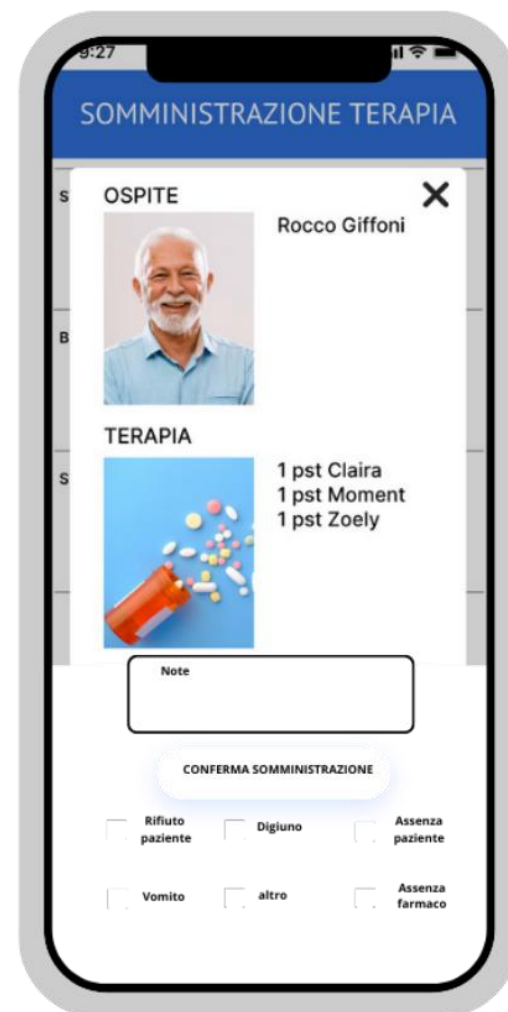 9:27
SOMMINISTRAZIONE TERAPIA
S
OSPITE
Rocco Giffoni
B
TERAPIA
S
1 pst Claira
1 pst Moment
1 pst Zoely
Note
CONFERMA SOMMINISTRAZIONE
Rifiuto
paziente
Digiuno
Assenza
paziente
Vomito
altro
Assenza
farmaco